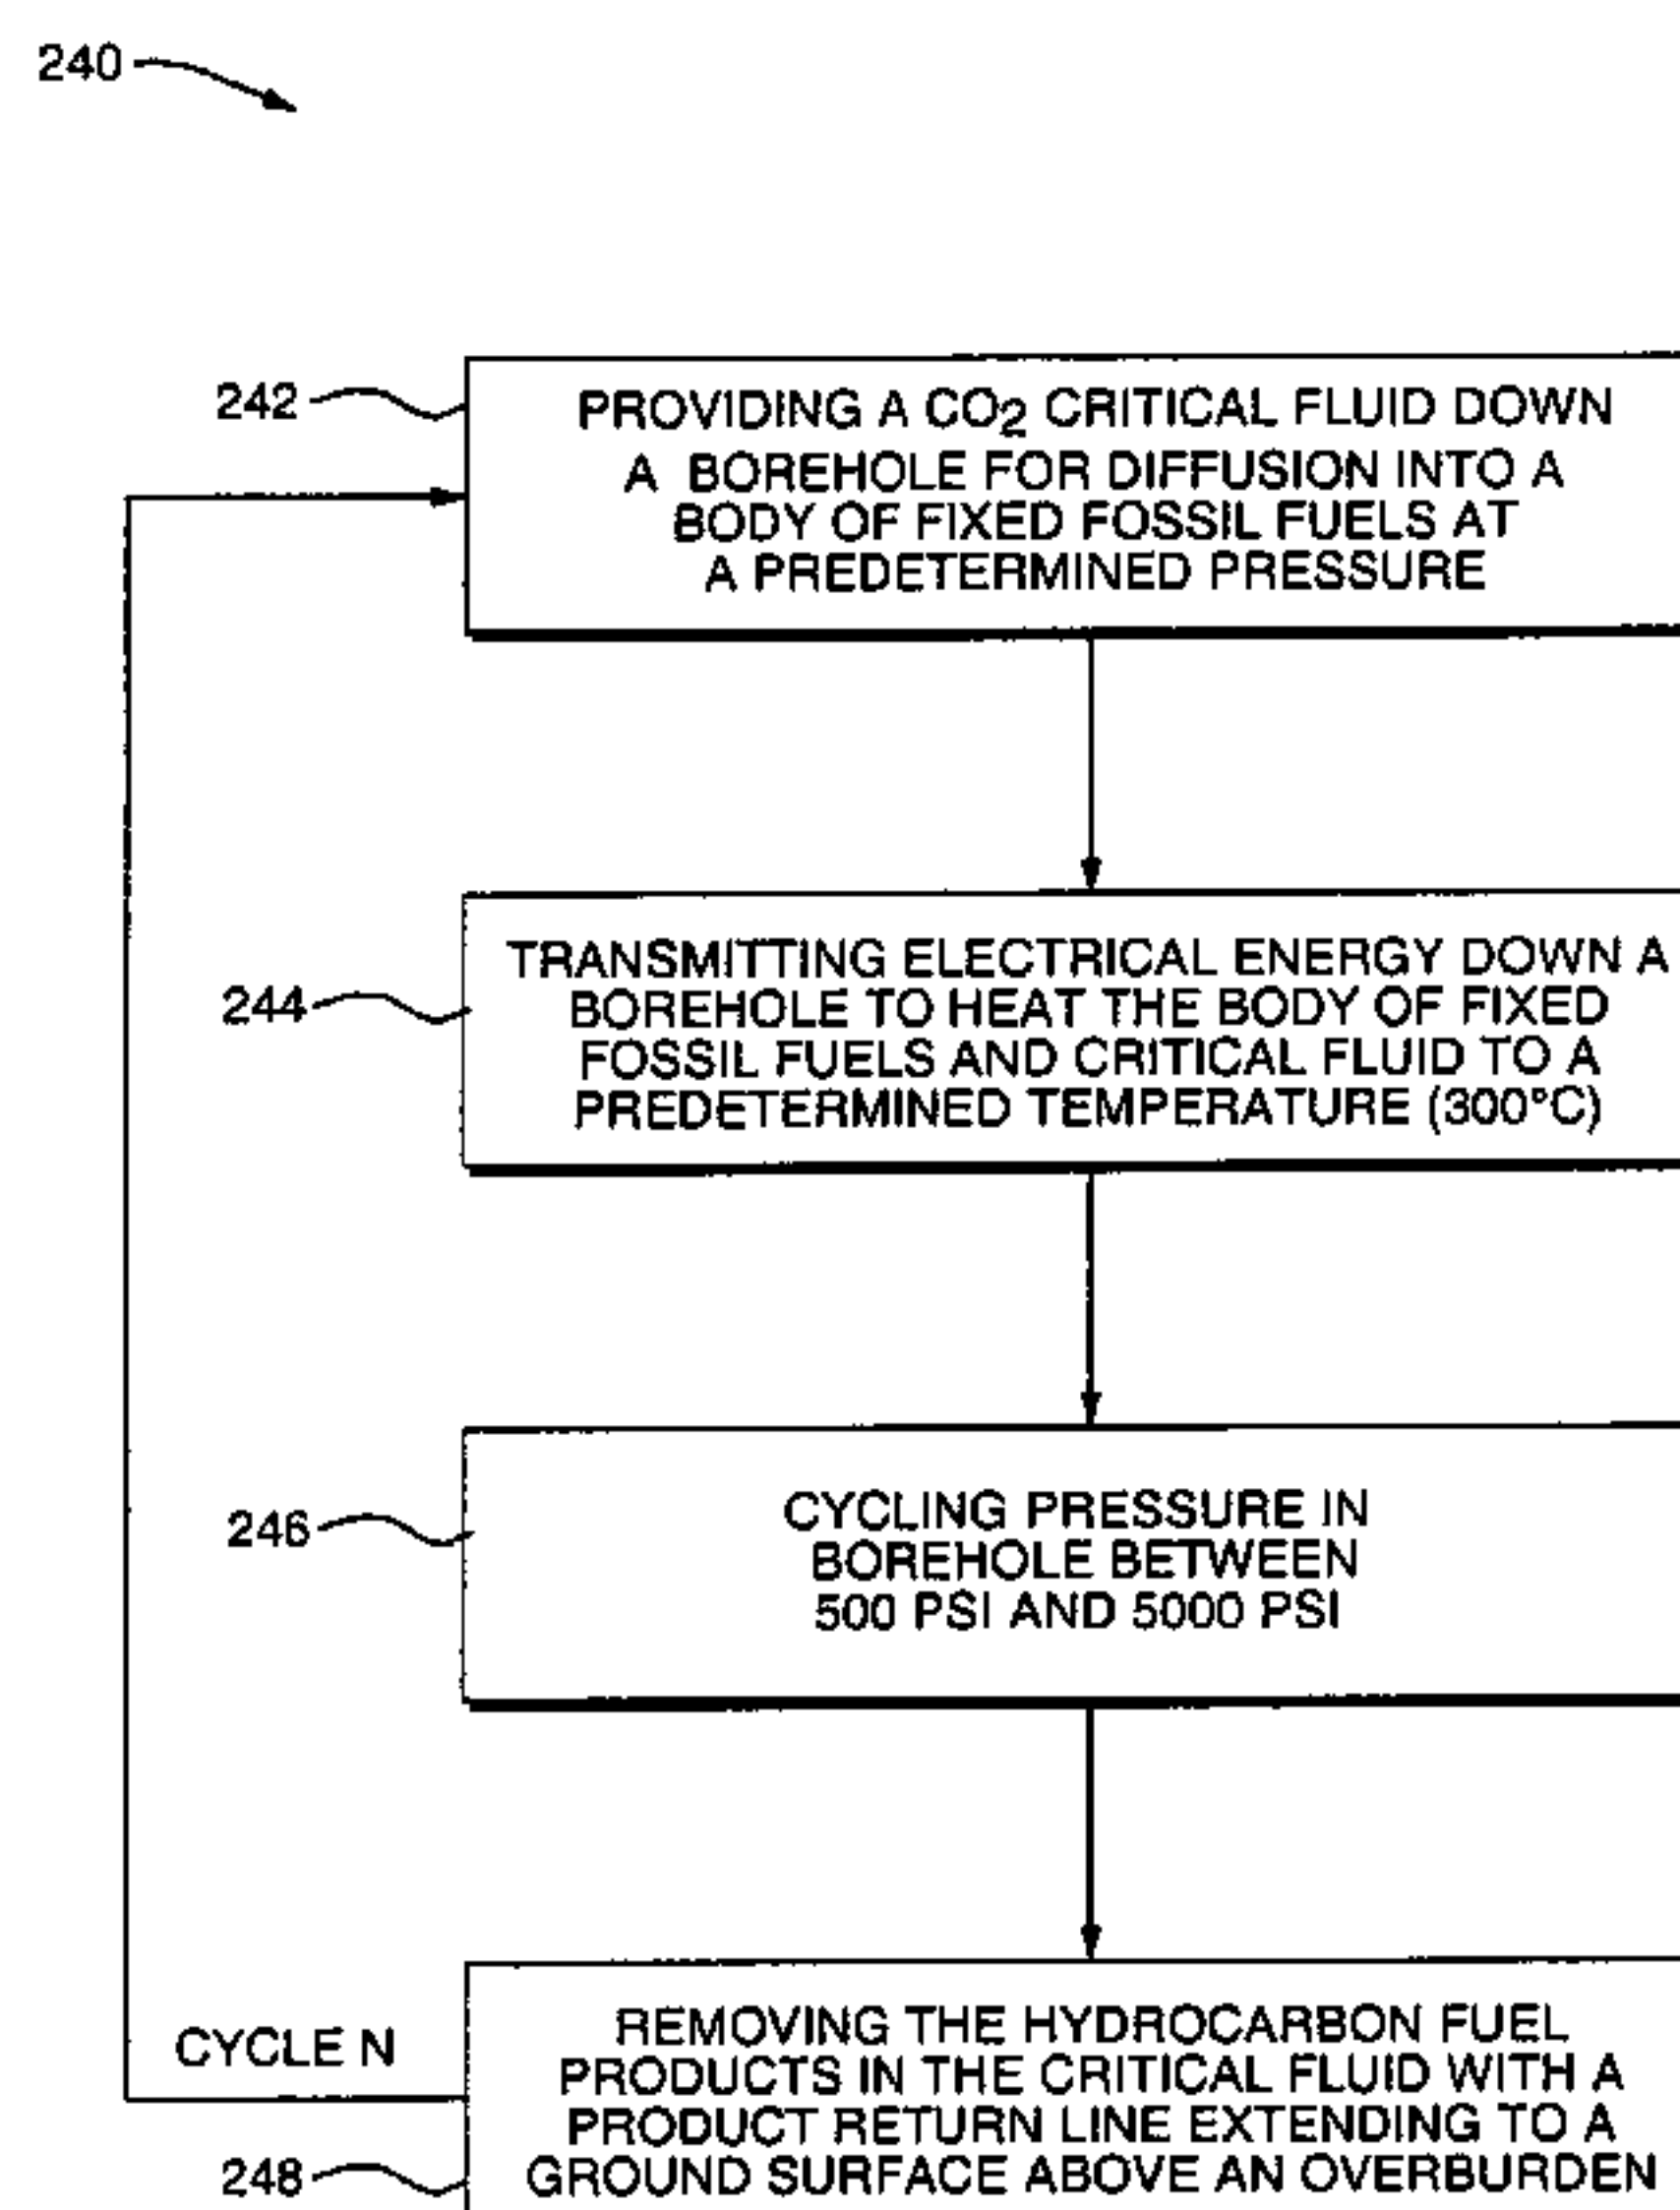 240
242
PROVIDING A CO2 CRITICAL FLUID DOWN
A BOREHOLE FOR DIFFUSION INTO A
BODY OF FIXED FOSSIL FUELS AT
A PREDETERMINED PRESSURE
TRANSMITTING ELECTRICAL ENERGY DOWN A
244
BOREHOLE TO HEAT THE BODY OF FIXED
FOSSIL FUELS AND CRITICAL FLUID TO A
PREDETERMINED TEMPERATURE (300°C)
246
CYCLING PRESSURE IN
BOREHOLE BETWEEN
500 PSI AND 5000 PSI
CYCLE N
REMOVING THE HYDROCARBON FUEL
PRODUCTS IN THE CRITICAL FLUID WITH A
PRODUCT RETURN LINE EXTENDING TO A
248
GROUND SURFACE ABOVE AN OVERBURDEN